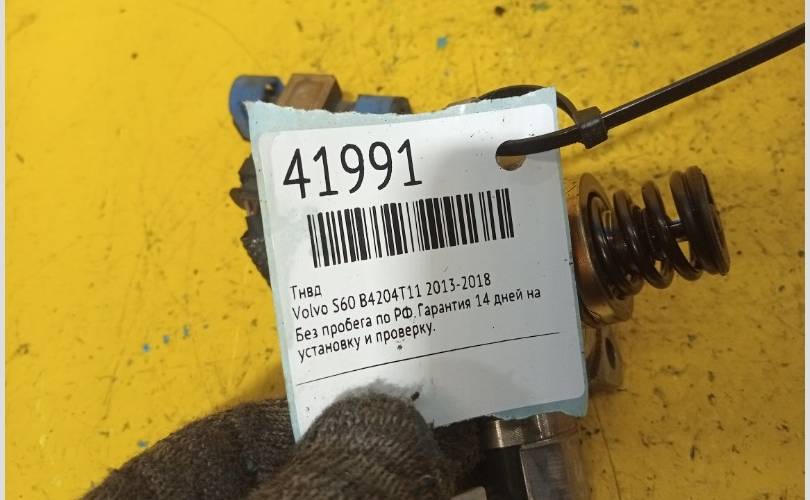 41991
Тнвд
Volvo S60 B4204T11 2013-2018
Без пробега по РФ.Гарантия 14 дней на
установку и проверку.